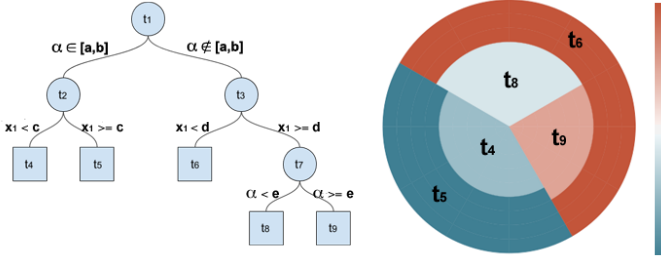 t₁
α ∈ [a,b] α ∉ [a,b]
t₂ t₃
x₁ < c x₁ >= c x₁ < d x₁ >= d
t₄ t₅ t₆ t₇
α < e α >= e
t₈ t₉
t₆
t₈
t₄ t₉
t₅